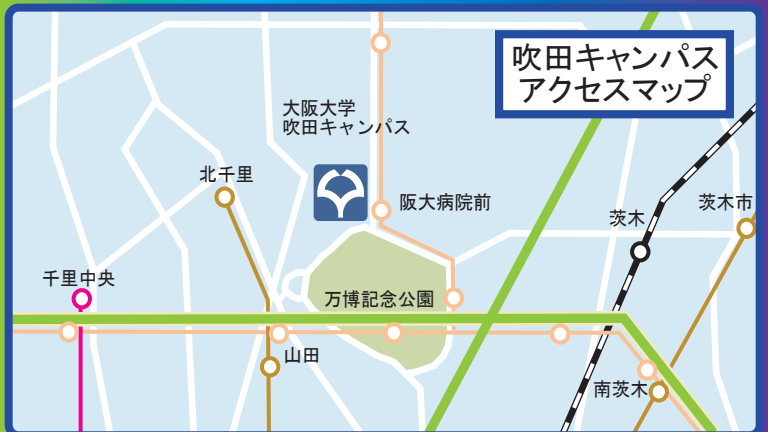 吹田キャンパス
アクセスマップ
大阪大学
吹田キャンパス
北千里
阪大病院前
茨木
茨木市
千里中央
万博記念公園
山田
南茨木